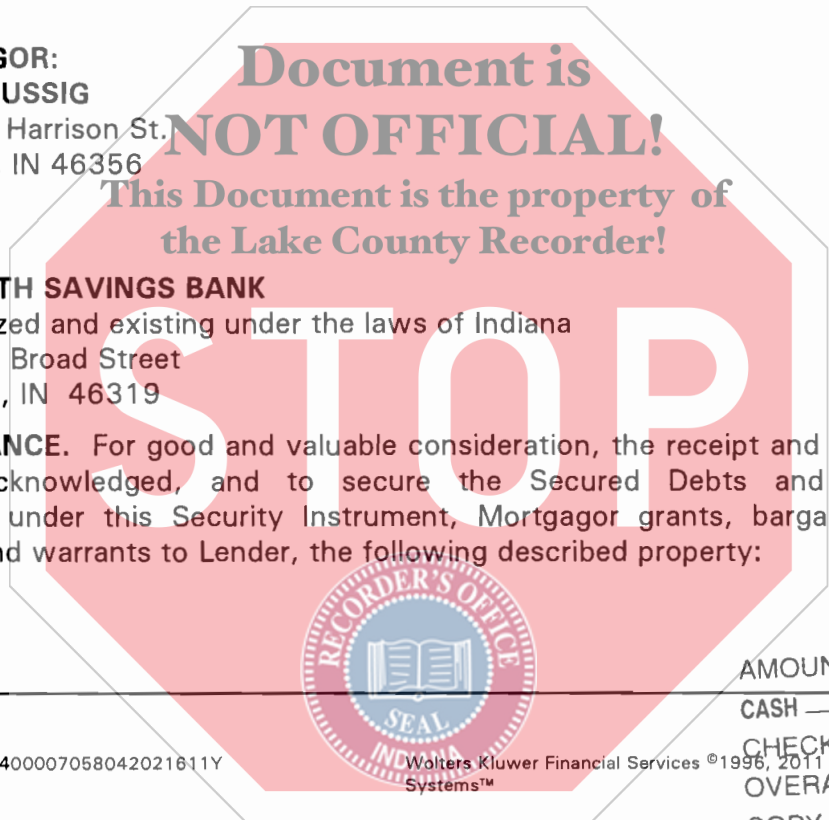 GOR:
USSIG
Harrison St.
IN 46356
Document is
NOT OFFICIAL!
This Document is the property of
the Lake County Recorder!
TH SAVINGS BANK
zed and existing under the laws of Indiana
Broad Street
, IN 46319
STOP
NCE. For good and valuable consideration, the receipt and
cknowledged, and to secure the Secured Debts and
under this Security Instrument, Mortgagor grants, barga
nd warrants to Lender, the following described property:
RECORDER'S OFFICE
SEAL
INDIANA
AMOUN
CASH
CHECK
OVERA
COPY
400007058042021611Y
Wolters Kluwer Financial Services ©1996, 2011
Systems™